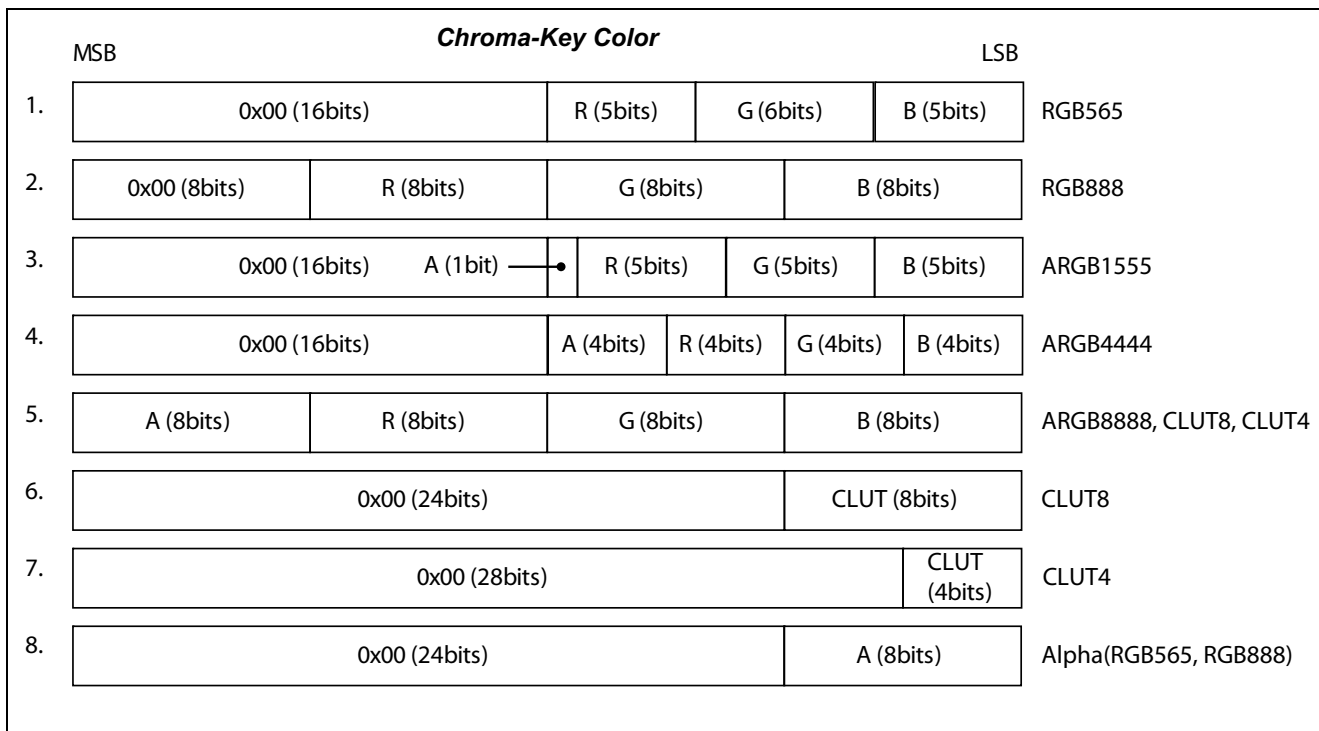 Chroma-Key Color
MSB LSB
1. 0x00 (16bits) R (5bits) G (6bits) B (5bits) RGB565
2. 0x00 (8bits) R (8bits) G (8bits) B (8bits) RGB888
3. 0x00 (16bits) A (1bit) R (5bits) G (5bits) B (5bits) ARGB1555
4. 0x00 (16bits) A (4bits) R (4bits) G (4bits) B (4bits) ARGB4444
5. A (8bits) R (8bits) G (8bits) B (8bits) ARGB8888, CLUT8, CLUT4
6. 0x00 (24bits) CLUT (8bits) CLUT8
7. 0x00 (28bits) CLUT (4bits) CLUT4
8. 0x00 (24bits) A (8bits) Alpha(RGB565, RGB888)